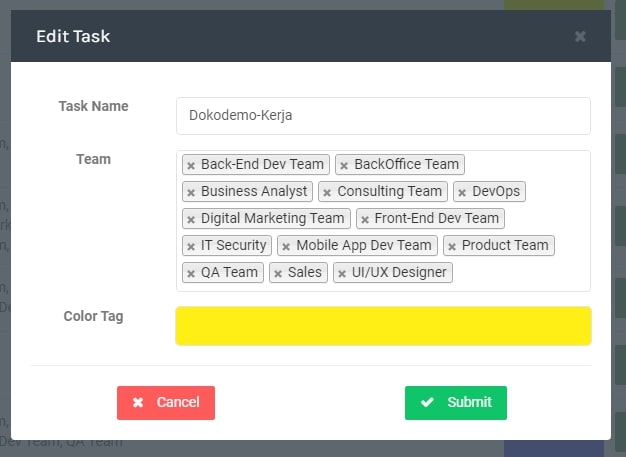 Edit Task
Task Name
Dokodemo-Kerja
Team
× Back-End Dev Team × BackOffice Team
× Business Analyst × Consulting Team × DevOps
× Digital Marketing Team × Front-End Dev Team
× IT Security × Mobile App Dev Team × Product Team
× QA Team × Sales × UI/UX Designer
Color Tag
Cancel Submit
Dev Team, QA Team